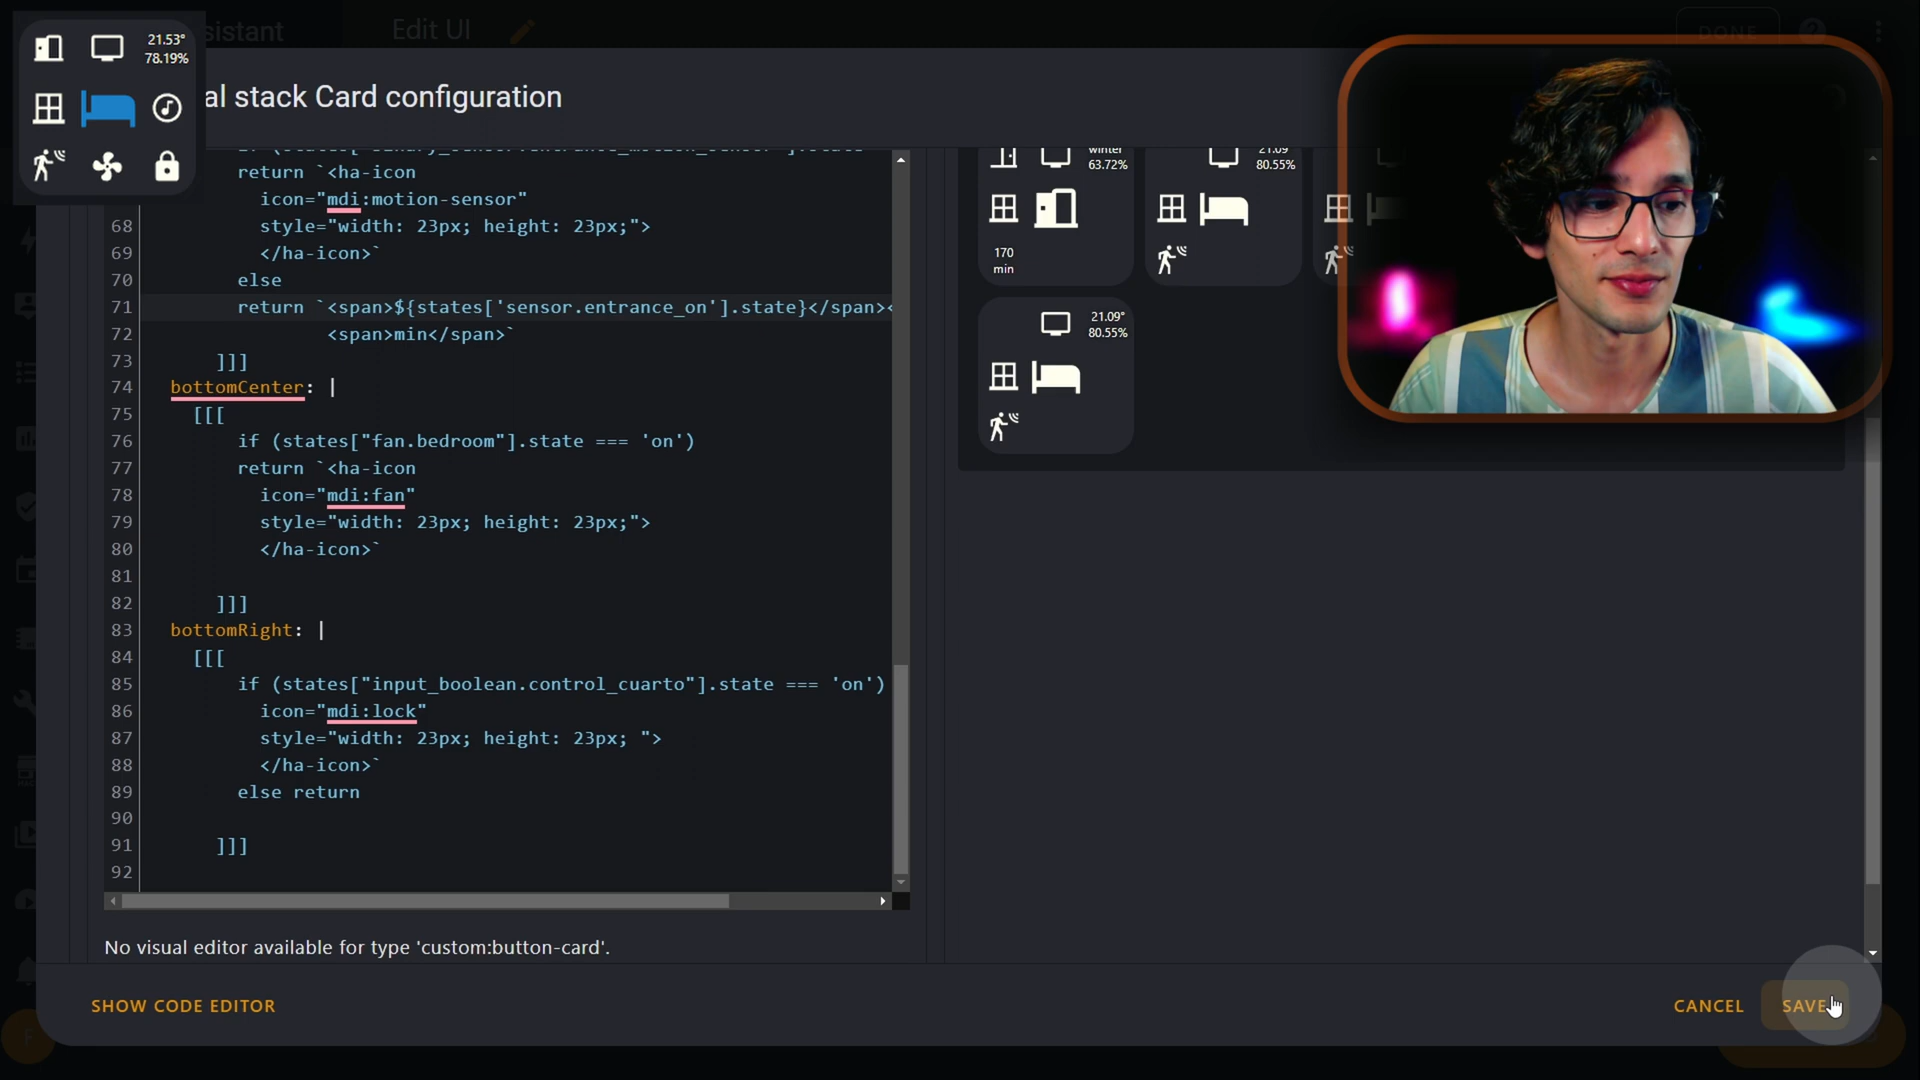 sistant
Edit UI
DONE
21.53°
78.19%
al stack Card configuration
return `<ha-icon
icon="mdi:motion-sensor"
68 style="width: 23px; height: 23px;">
69 </ha-icon>`
70 else
71 return `<span>${states['sensor.entrance_on'].state}</span><
72 <span>min</span>`
73 ]]]
74 bottomCenter: |
75 [[[
76 if (states["fan.bedroom"].state === 'on')
77 return `<ha-icon
78 icon="mdi:fan"
79 style="width: 23px; height: 23px;">
80 </ha-icon>`
81
82 ]]]
83 bottomRight: |
84 [[[
85 if (states["input_boolean.control_cuarto"].state === 'on')
86 icon="mdi:lock"
87 style="width: 23px; height: 23px; ">
88 </ha-icon>`
89 else return
90
91 ]]]
92
No visual editor available for type 'custom:button-card'.
winter
63.72%
170
min
21.09
80.55%
21.09°
80.55%
SHOW CODE EDITOR
CANCEL
SAVE